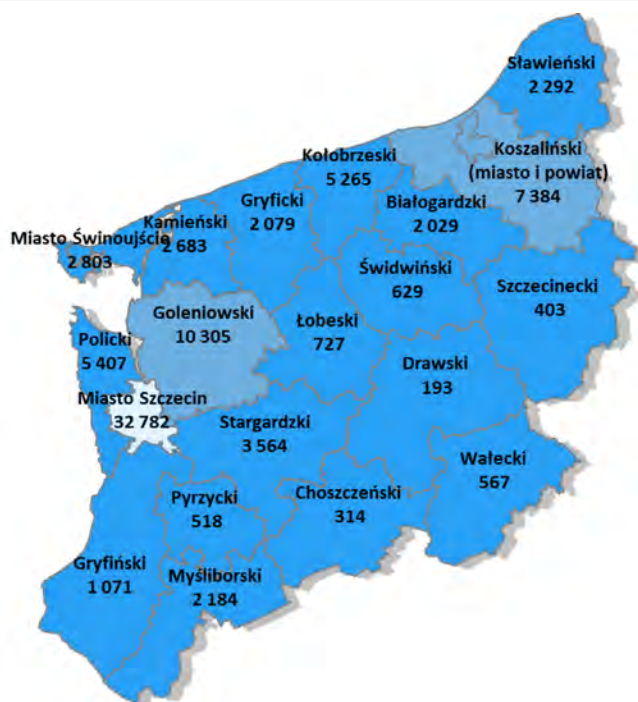 Sławieński
2 292
Koszaliński
(miasto i powiat)
7 384
Kołobrzeski
5 265
Gryficki
2 079
Białogardzki
2 029
Kamieński
2 683
Miasto Świnoujście
2 803
Świdwiński
629
Szczecinecki
403
Goleniowski
10 305
Łobeski
727
Policki
5 407
Drawski
193
Miasto Szczecin
32 782
Stargardzki
3 564
Wałecki
567
Choszczeński
314
Pyrzycki
518
Gryfiński
1 071
Myśliborski
2 184